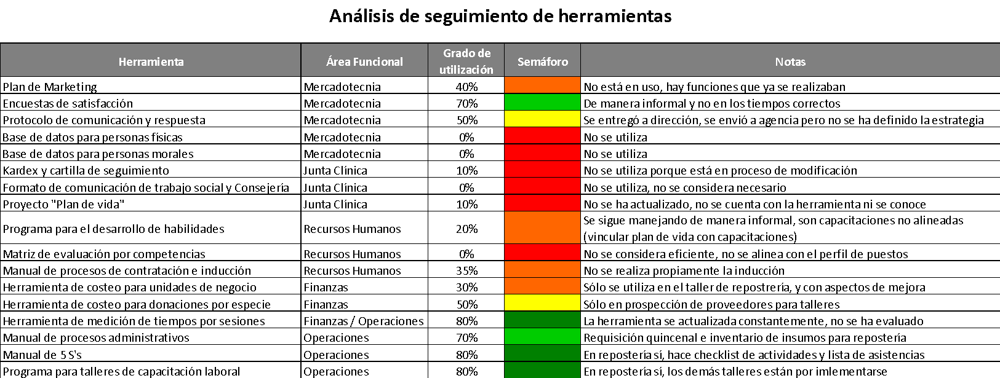 Análisis de seguimiento de herramientas
Herramienta Área Funcional Grado de utilización Semáforo Notas
Plan de Marketing Mercadotecnia 40% No está en uso, hay funciones que ya se realizaban
Encuestas de satisfacción Mercadotecnia 70% De manera informal y no en los tiempos correctos
Protocolo de comunicación y respuesta Mercadotecnia 50% Se entregó a dirección, se envió a agencia pero no se ha definido la estrategia
Base de datos para personas físicas Mercadotecnia 0% No se utiliza
Base de datos para personas morales Mercadotecnia 0% No se utiliza
Kardex y cartilla de seguimiento Junta Clínica 10% No se utiliza porque está en proceso de modificación
Formato de comunicación de trabajo social y Consejería Junta Clínica 0% No se utiliza, no se considera necesario
Proyecto "Plan de vida" Junta Clínica 10% No se ha actualizado, no se cuenta con la herramienta ni se conoce
Programa para el desarrollo de habilidades Recursos Humanos 20% Se sigue manejando de manera informal, son capacitaciones no alineadas
(vincular plan de vida con capacitaciones)
Matriz de evaluación por competencias Recursos Humanos 0% No se considera eficiente, no se alinea con el perfil de puestos
Manual de procesos de contratación e inducción Recursos Humanos 35% No se realiza propiamente la inducción
Herramienta de costeo para unidades de negocio Finanzas 30% Sólo se utiliza en el taller de repostrería, y con aspectos de mejora
Herramienta de costeo para donaciones por especie Finanzas 50% Sólo en prospección de proveedores para talleres
Herramienta de medición de tiempos por sesiones Finanzas / Operaciones 80% La herramienta se actualizada constantemente, no se ha evaluado
Manual de procesos administrativos Operaciones 70% Requisición quincenal e inventario de insumos para repostería
Manual de 5 S's Operaciones 80% En repostería sí, hace checklist de actividades y lista de asistencias
Programa para talleres de capacitación laboral Operaciones 80% En repostería sí, los demás talleres están por imlementarse